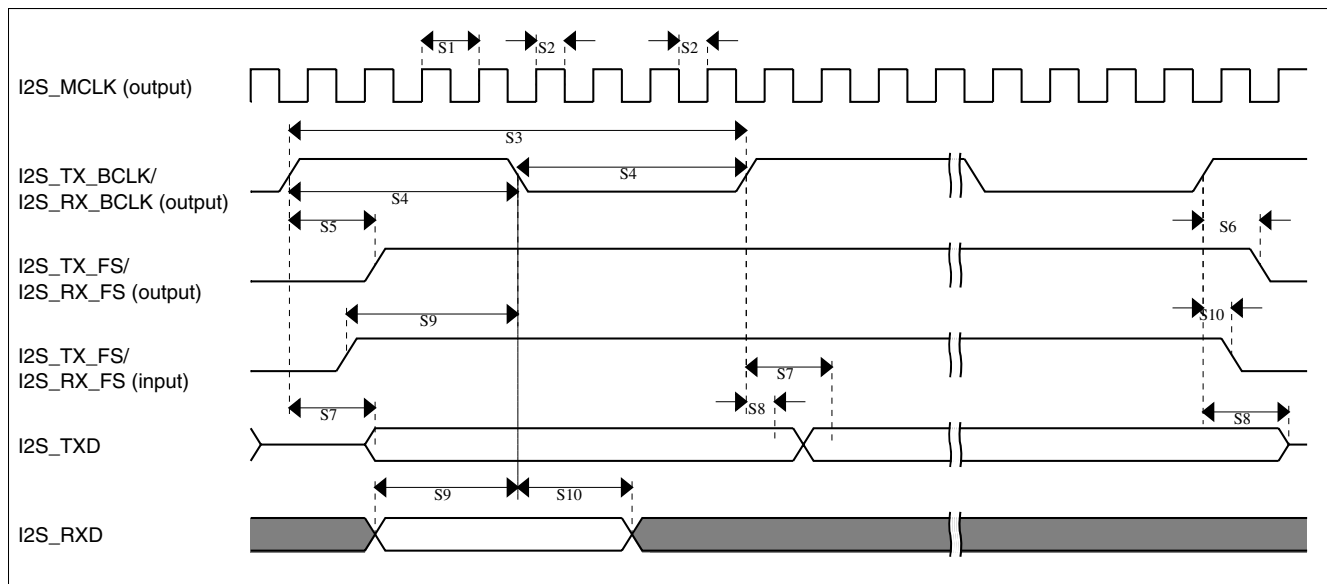 S1
S2
S2
I2S_MCLK (output)
S3
I2S_TX_BCLK/
I2S_RX_BCLK (output)
S4
S4
S5
S6
I2S_TX_FS/
I2S_RX_FS (output)
S9
S10
I2S_TX_FS/
I2S_RX_FS (input)
S7
S7
S8
S8
I2S_TXD
S9
S10
I2S_RXD